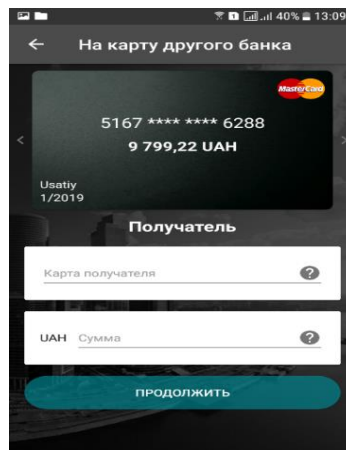 40% 13:09
На карту другого банка
MasterCard
5167 **** **** 6288
9 799,22 UAH
Usatiy
1/2019
Получатель
Карта получателя ?
UAH Сумма ?
ПРОДОЛЖИТЬ